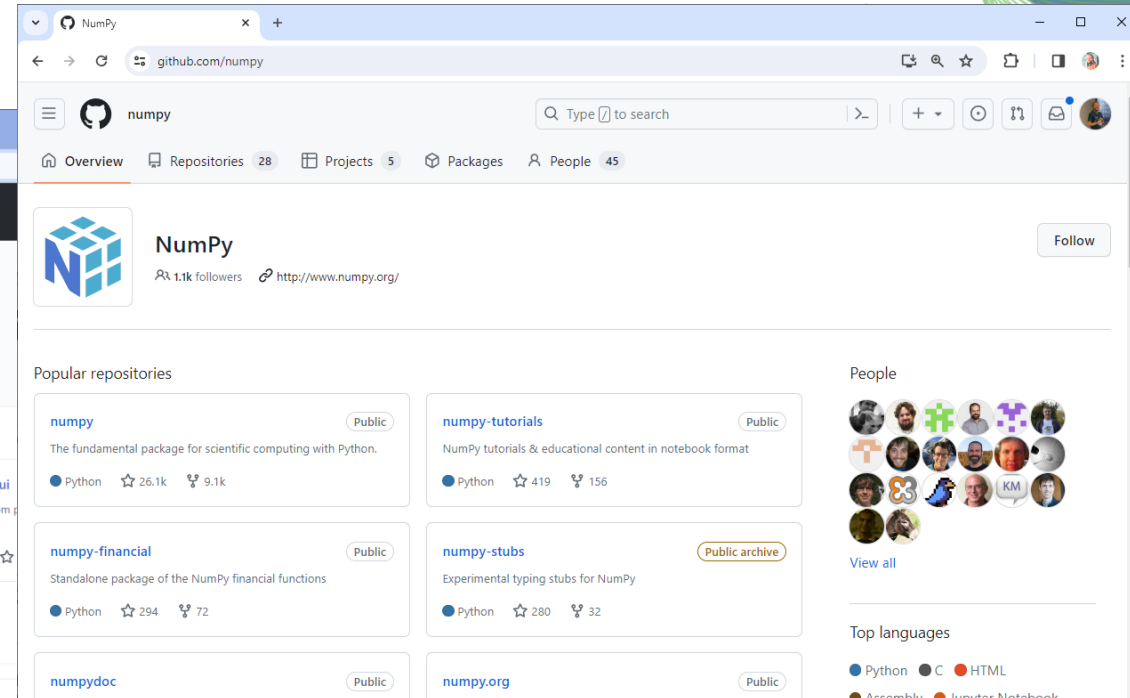 NumPy
github.com/numpy
numpy
Type / to search
Overview
Repositories 28
Projects 5
Packages
People 45
NumPy
1.1k followers
http://www.numpy.org/
Follow
Popular repositories
numpy Public
The fundamental package for scientific computing with Python.
Python 26.1k 9.1k
numpy-tutorials Public
NumPy tutorials & educational content in notebook format
Python 419 156
numpy-financial Public
Standalone package of the NumPy financial functions
Python 294 72
numpy-stubs Public archive
Experimental typing stubs for NumPy
Python 280 32
numpydoc Public
numpy.org Public
People
KM
View all
Top languages
Python C HTML
Assembly Jupyter Notebook